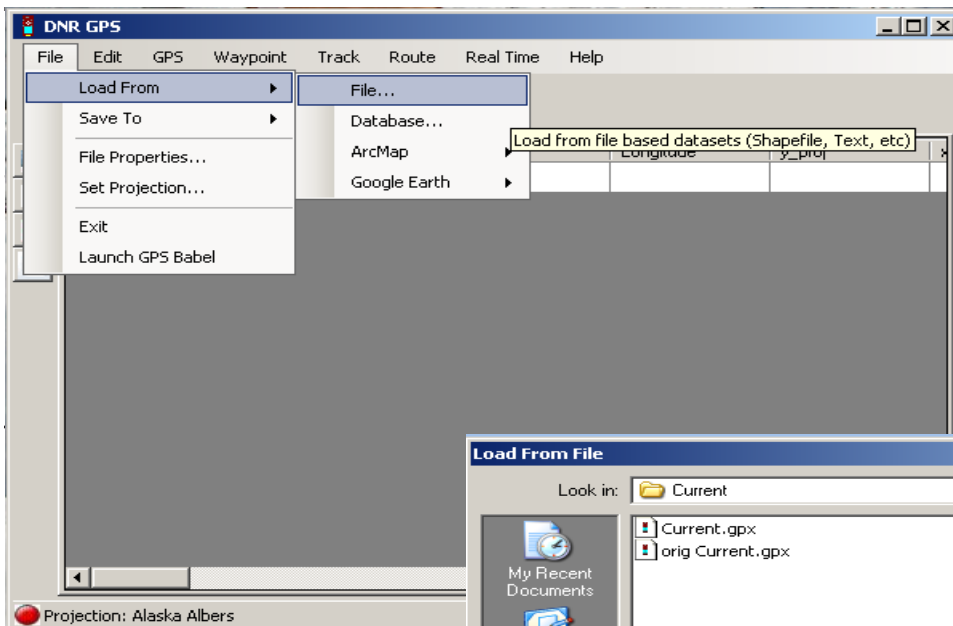 DNR GPS
File Edit GPS Waypoint Track Route Real Time Help
Load From
File...
Save To
Database...
Load from file based datasets (Shapefile, Text, etc)
File Properties...
ArcMap
Longitude y_proj
Set Projection...
Google Earth
Exit
Launch GPS Babel
Load From File
Look in: Current
Current.gpx
orig Current.gpx
My Recent
Documents
Projection: Alaska Albers